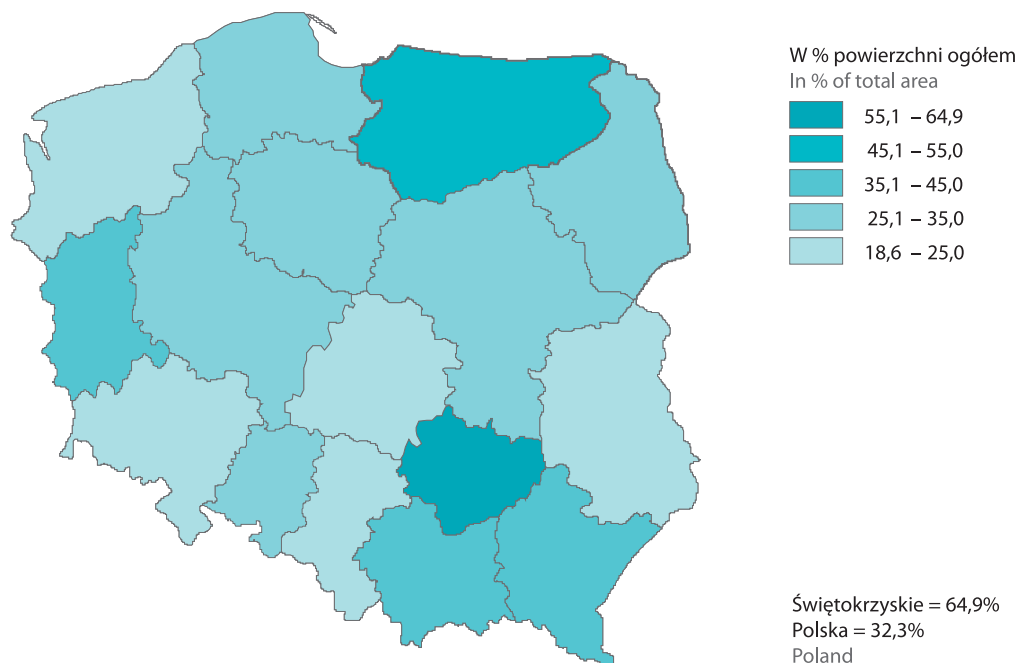 W % powierzchni ogółem
In % of total area
55,1 – 64,9
45,1 – 55,0
35,1 – 45,0
25,1 – 35,0
18,6 – 25,0
Świętokrzyskie = 64,9%
Polska = 32,3%
Poland